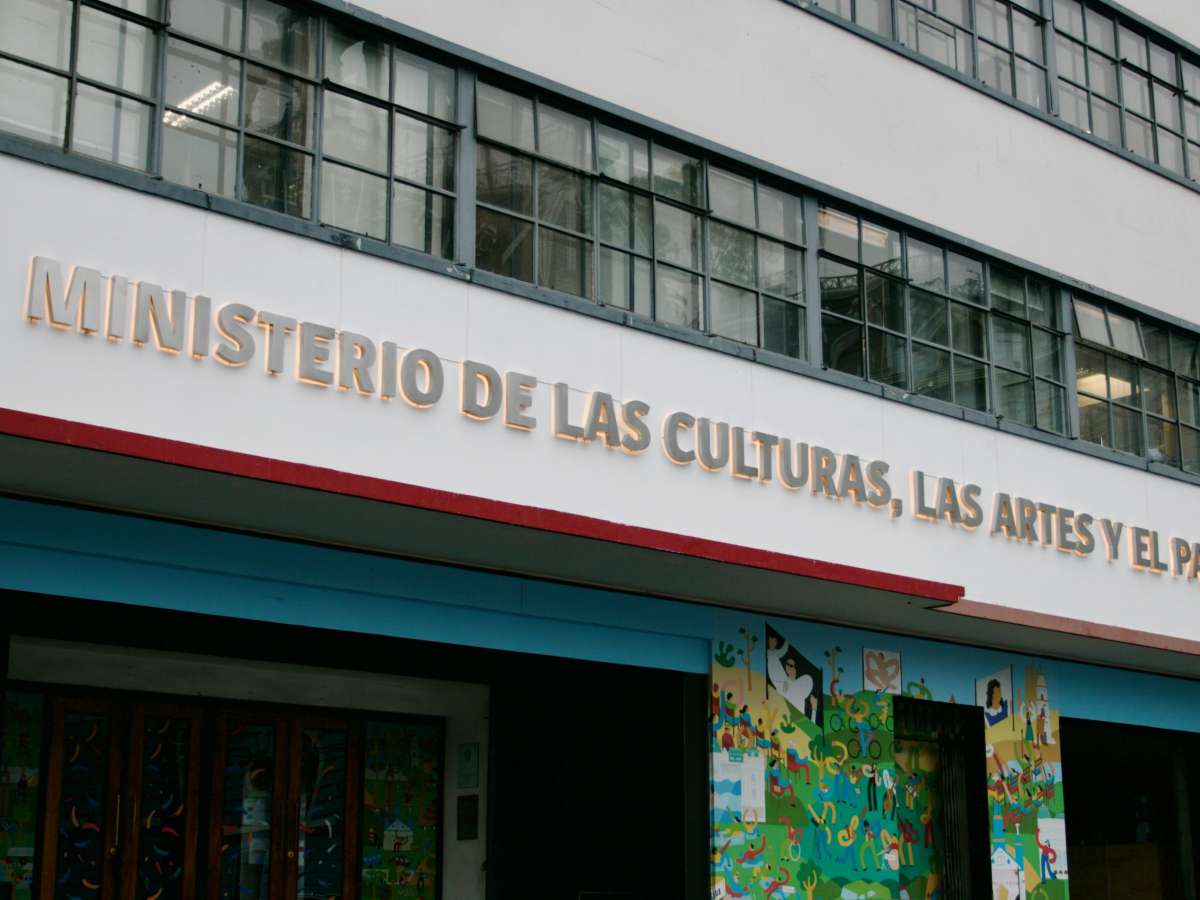 MINISTERIO DE LAS CULTURAS, LAS ARTES Y EL PA